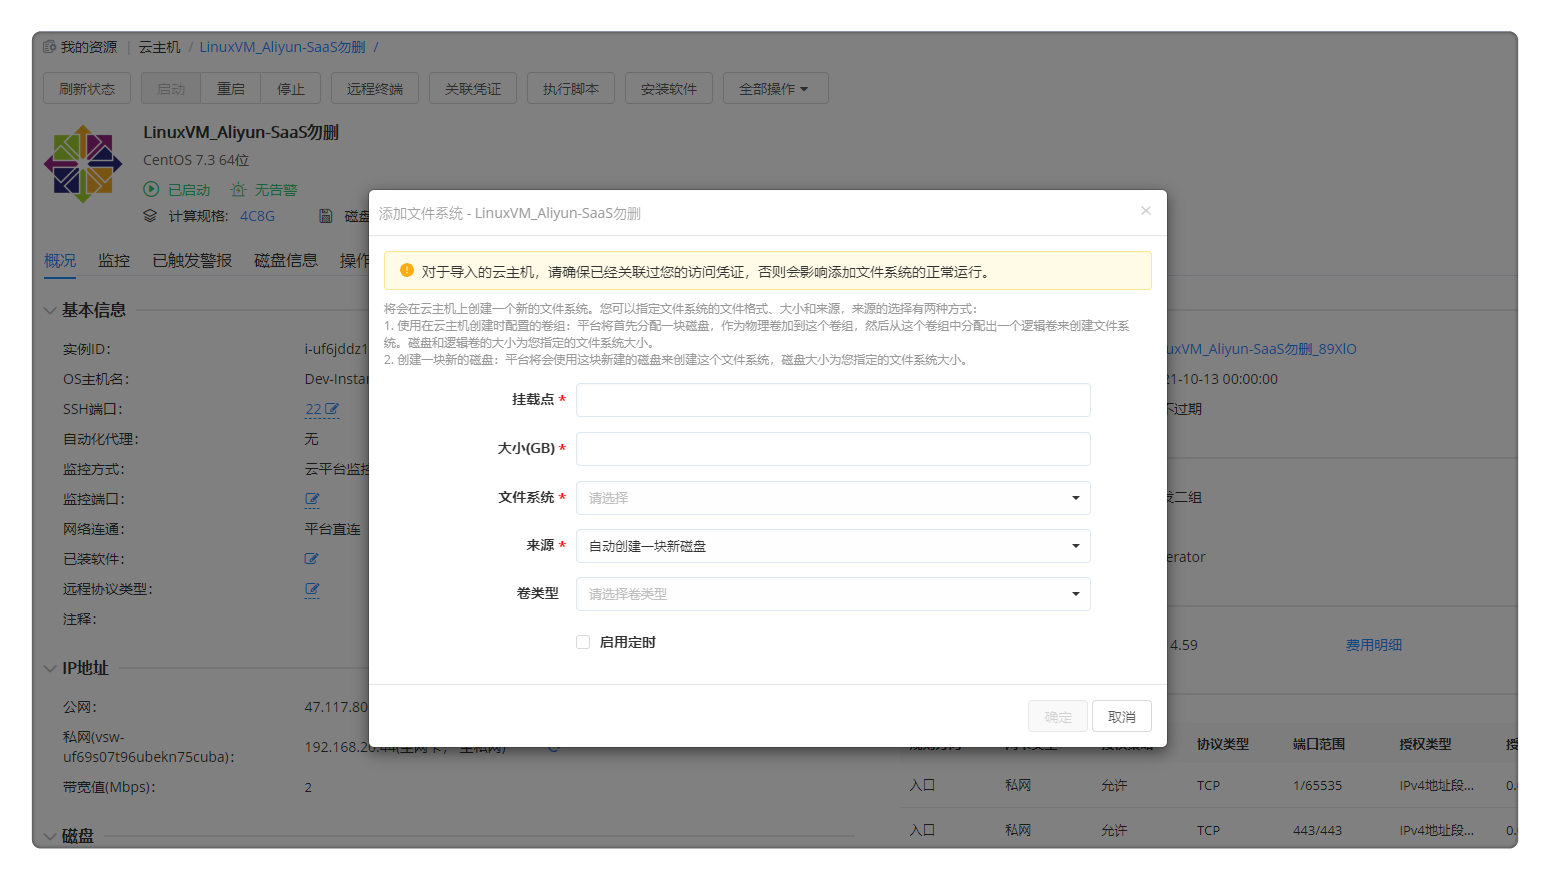 我的资源 | 云主机 / LinuxVM_Aliyun-SaaS勿删 /
刷新状态 启动 重启 停止 远程终端 关联凭证 执行脚本 安装软件 全部操作
LinuxVM_Aliyun-SaaS勿删
CentOS 7.3 64位
已启动 无告警
计算规格: 4C8G 磁盘
概况 监控 已触发警报 磁盘信息 操作
添加文件系统 - LinuxVM_Aliyun-SaaS勿删 ×
对于导入的云主机，请确保已经关联过您的访问凭证，否则会影响添加文件系统的正常运行。
将会在云主机上创建一个新的文件系统。您可以指定文件系统的文件格式、大小和来源，来源的选择有两种方式：
1. 使用在云主机创建时配置的卷组：平台将首先分配一块磁盘，作为物理卷加到这个卷组，然后从这个卷组中分配出一个逻辑卷来创建文件系
统。磁盘和逻辑卷的大小为您指定的文件系统大小。
2. 创建一块新的磁盘：平台将会使用这块新建的磁盘来创建这个文件系统，磁盘大小为您指定的文件系统大小。
挂载点 *
大小(GB) *
文件系统 * 请选择
来源 * 自动创建一块新磁盘
卷类型 请选择卷类型
启用定时
确定 取消
基本信息
实例ID: i-uf6jddz1
OS主机名: Dev-Instan
SSH端口: 22
自动化代理: 无
监控方式: 云平台监控
监控端口:
网络连通: 平台直连
已装软件:
远程协议类型:
注释:
uxVM_Aliyun-SaaS勿删_89XlO
21-10-13 00:00:00
不过期
发二组
erator
4.59 费用明细
IP地址
公网: 47.117.80
私网(vsw-
uf69s07t96ubekn75cuba): 192.168.20.44(主网卡, 主私网)
带宽值(Mbps): 2
磁盘
协议类型 端口范围 授权类型 授
入口 私网 允许 TCP 1/65535 IPv4地址段... 0.
入口 私网 允许 TCP 443/443 IPv4地址段... 0.